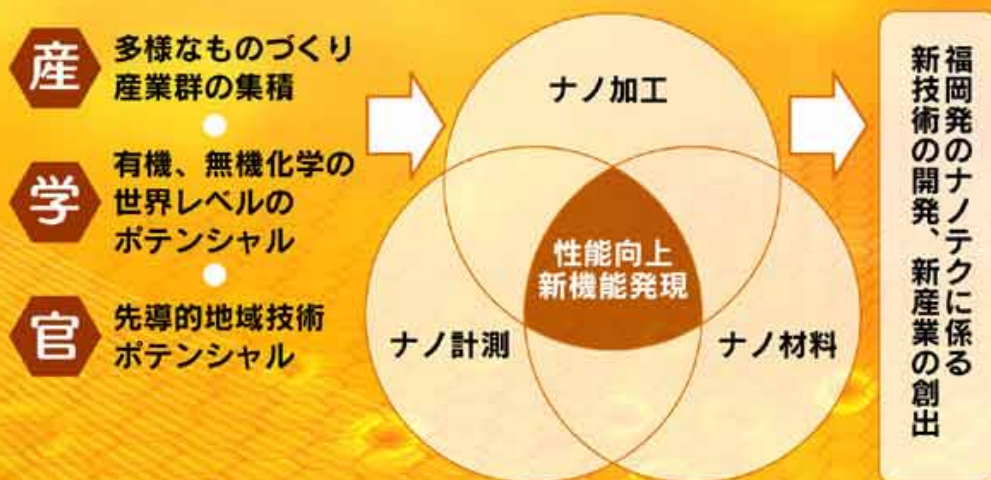 産
多様なものづくり
産業群の集積
学
有機、無機化学の
世界レベルの
ポテンシャル
官
先導的地域技術
ポテンシャル
ナノ加工
性能向上
新機能発現
ナノ計測
ナノ材料
福岡発のナノテクに係る
新技術の開発、新産業の創出